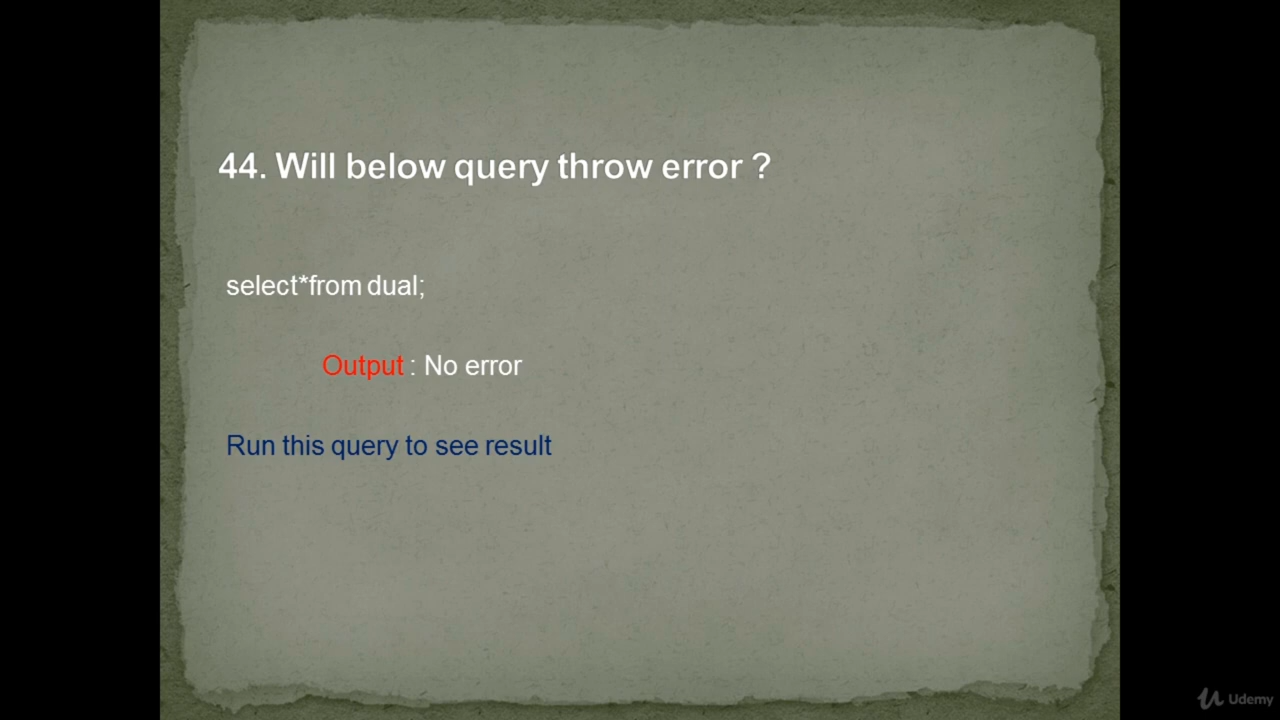 44. Will below query throw error ?
select*from dual;
Output : No error
Run this query to see result
Udemy